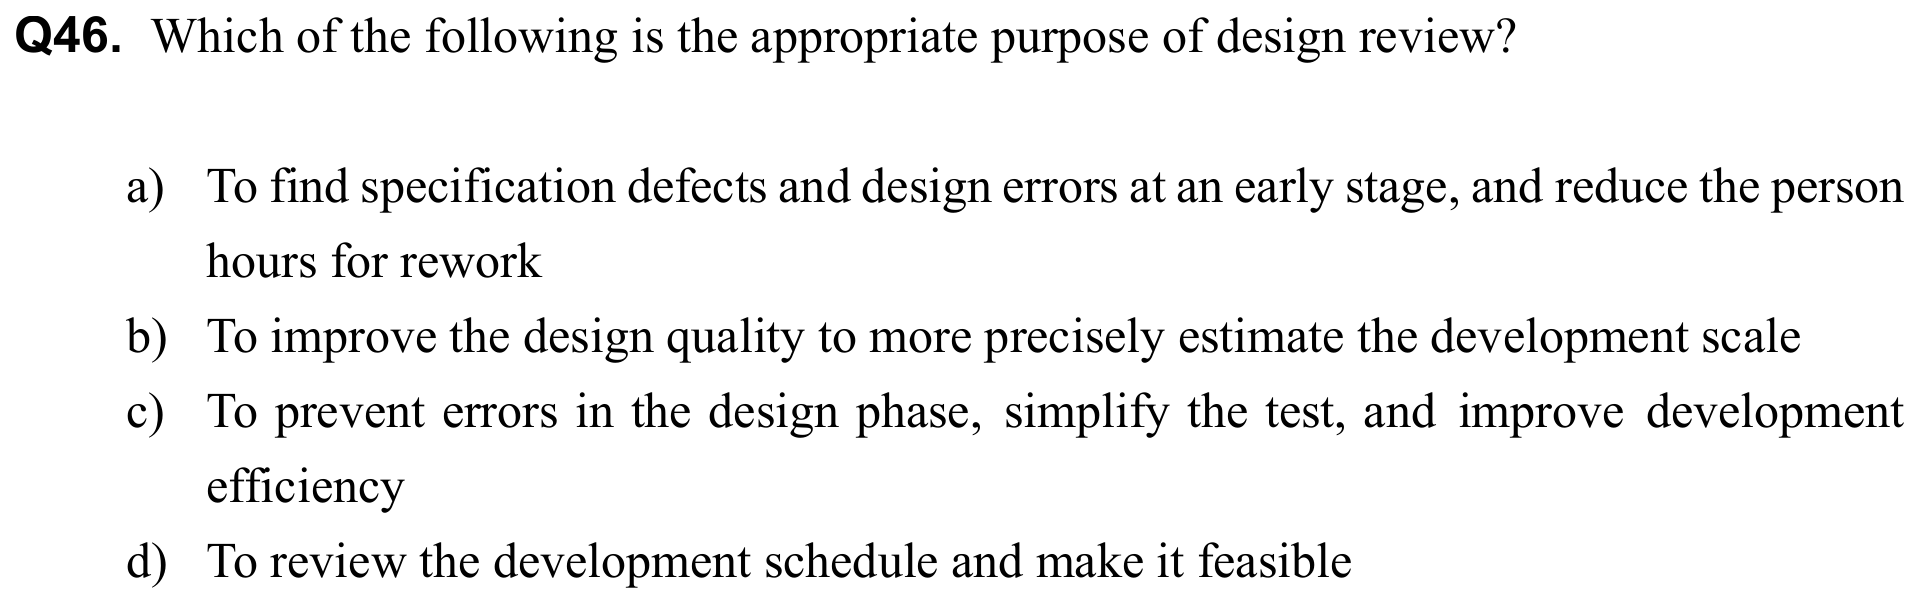 Q46. Which of the following is the appropriate purpose of design review?
a) To find specification defects and design errors at an early stage, and reduce the person
hours for rework
b) To improve the design quality to more precisely estimate the development scale
c) To prevent errors in the design phase, simplify the test, and improve development
efficiency
d) To review the development schedule and make it feasible